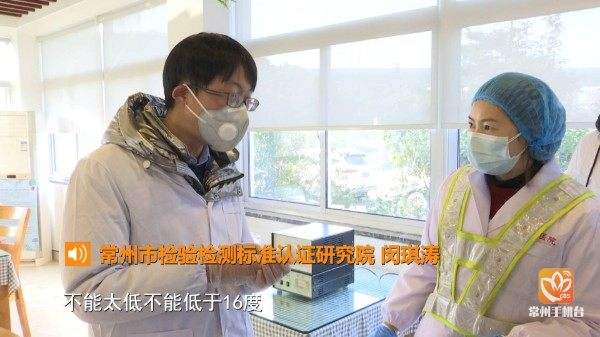 常州市检验检测标准认证研究院 闵琪涛
不能太低不能低于16度
常州手机台